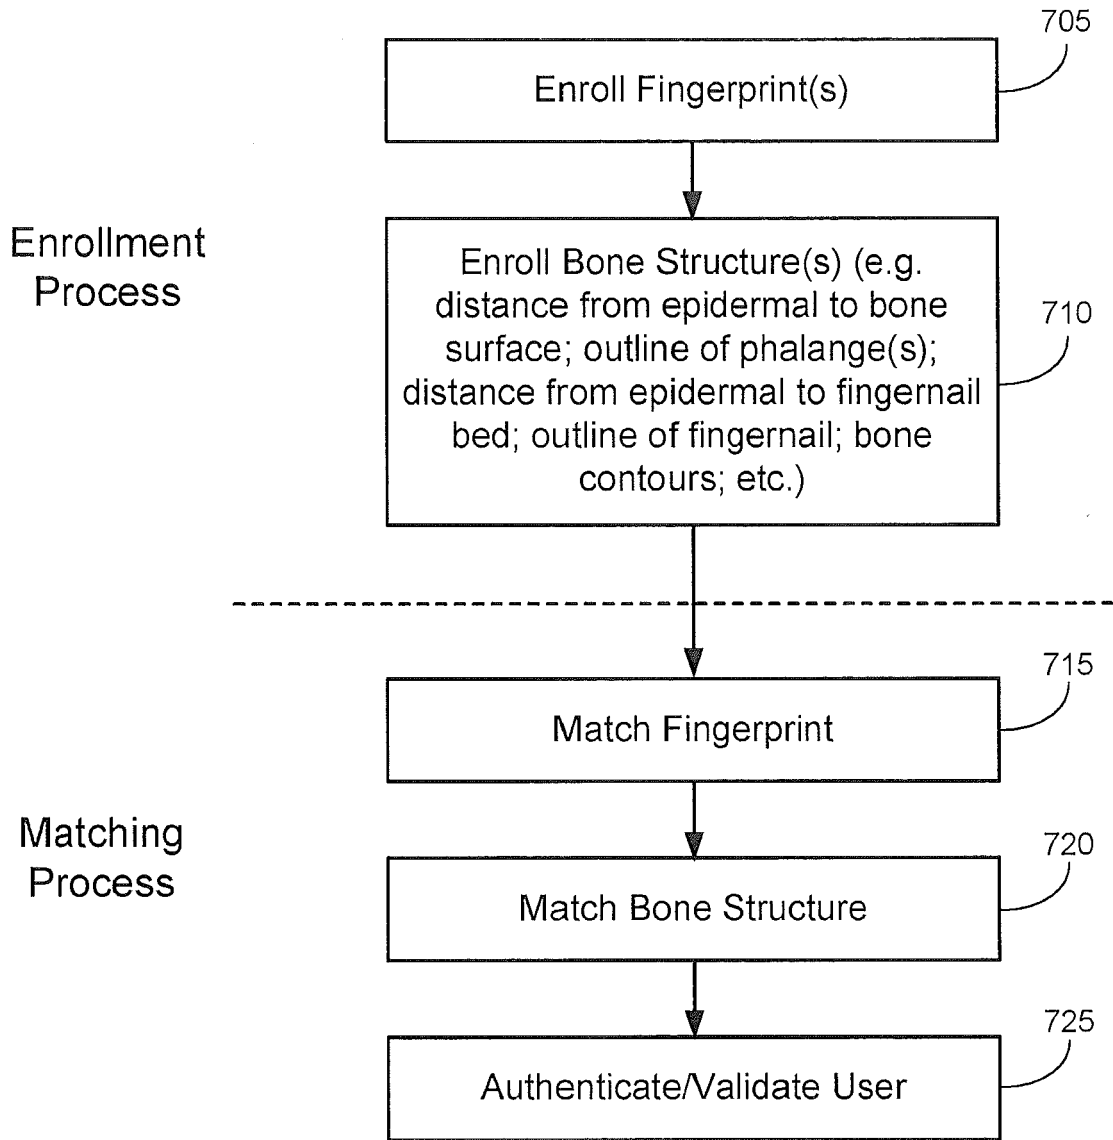 705
Enroll Fingerprint(s)
Enrollment
Process
Enroll Bone Structure(s) (e.g.
distance from epidermal to bone
surface; outline of phalange(s);
distance from epidermal to fingernail
bed; outline of fingernail; bone
contours; etc.)
710
715
Match Fingerprint
Matching
Process
720
Match Bone Structure
725
Authenticate/Validate User